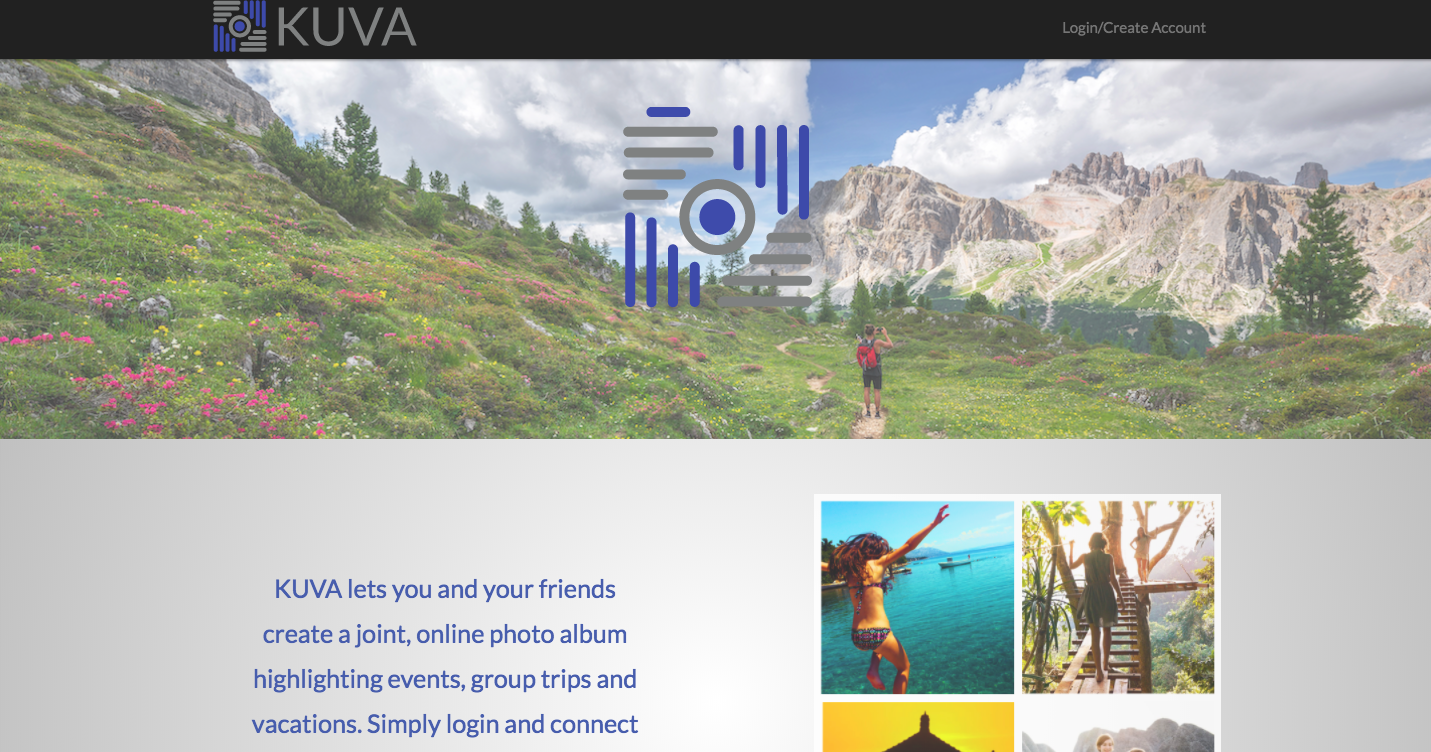 KUVA
Login/Create Account
KUVA lets you and your friends
create a joint, online photo album
highlighting events, group trips and
vacations. Simply login and connect